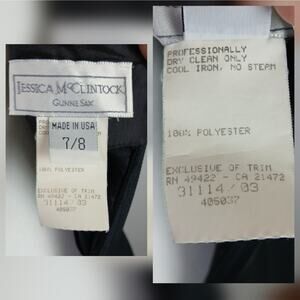 JESSICA MCCLINTOCK
GUNNE SAX
MADE IN USA
7/8
100% POLYESTER
EXCLUSIVE OF TRIM
RN 49422 - CA 21472
31114/03
405037
PROFESSIONALLY
DRY CLEAN ONLY
COOL IRON, NO STEAM
100% POLYESTER
EXCLUSIVE OF TRIM
RN 49422 - CA 21472
31114/03
405037